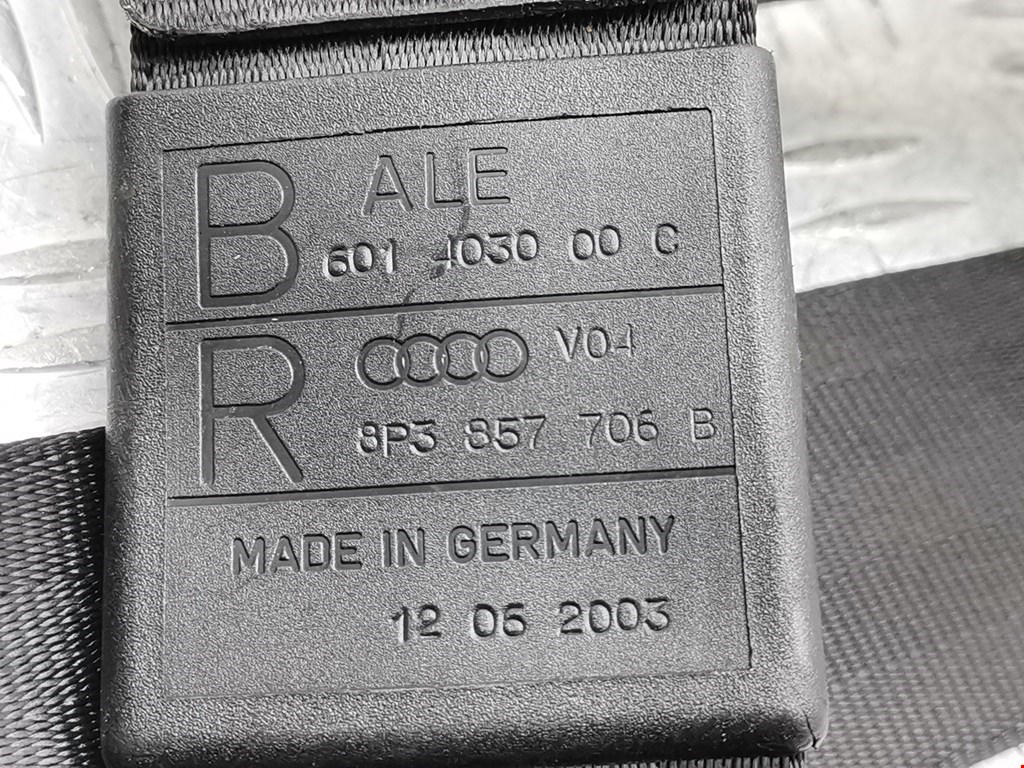 B ALE
601 4030 00 C
R V04
8P3 857 706 B
MADE IN GERMANY
12 06 2003